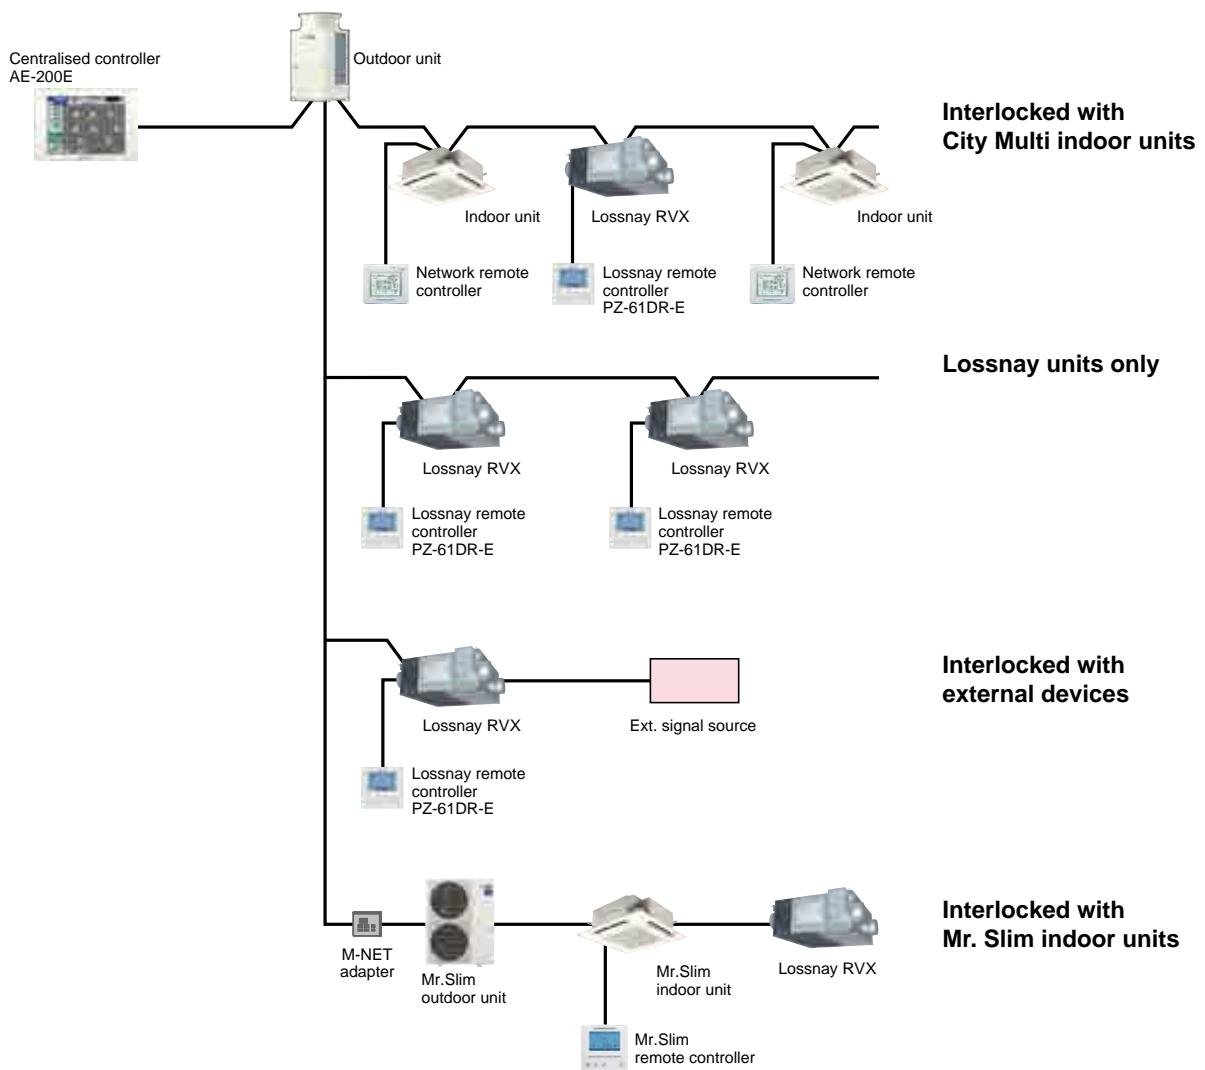 Centralised controller
AE-200E
Outdoor unit
Interlocked with
City Multi indoor units
Indoor unit
Lossnay RVX
Indoor unit
Network remote
controller
Lossnay remote
controller
PZ-61DR-E
Network remote
controller
Lossnay units only
Lossnay RVX
Lossnay RVX
Lossnay remote
controller
PZ-61DR-E
Lossnay remote
controller
PZ-61DR-E
Interlocked with
external devices
Lossnay RVX
Ext. signal source
Lossnay remote
controller
PZ-61DR-E
Interlocked with
Mr. Slim indoor units
M-NET
adapter
Mr.Slim
outdoor unit
Mr.Slim
indoor unit
Lossnay RVX
Mr.Slim
remote controller